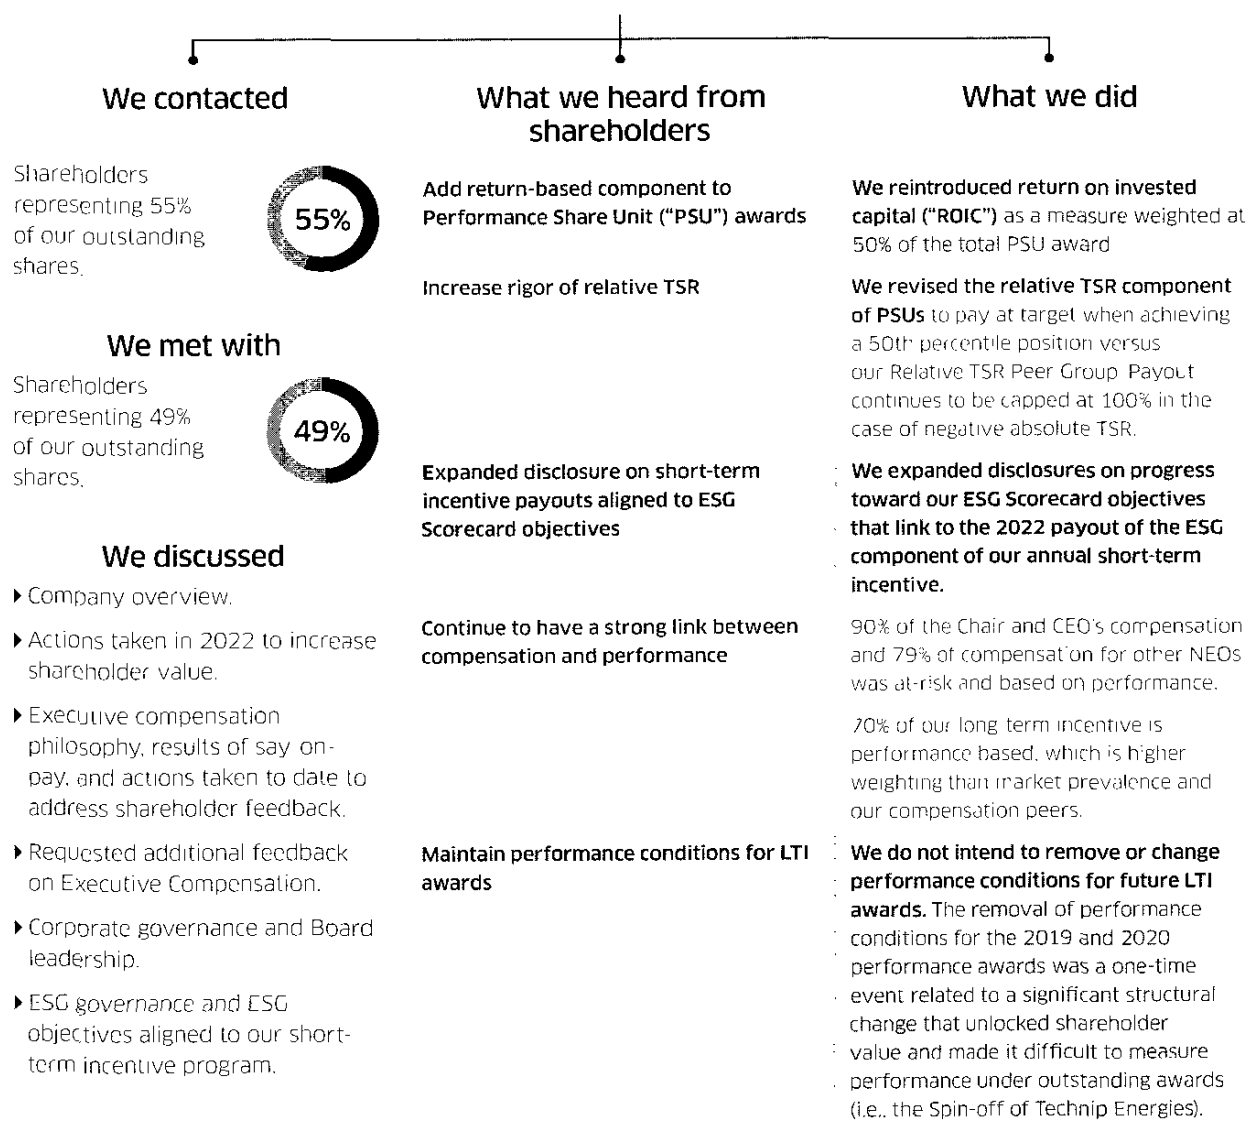 We contacted
Shareholders
representing 55%
of our outstanding
shares.
55%
We met with
Shareholders
representing 49%
of our outstanding
shares.
49%
We discussed
Company overview.
Actions taken in 2022 to increase
shareholder value.
Executive compensation
philosophy, results of say-on-
pay, and actions taken to date to
address shareholder feedback.
Requested additional feedback
on Executive Compensation.
Corporate governance and Board
leadership.
ESG governance and ESG
objectives aligned to our short-
term incentive program.
What we heard from
shareholders
Add return-based component to
Performance Share Unit ("PSU") awards
Increase rigor of relative TSR
Expanded disclosure on short-term
incentive payouts aligned to ESG
Scorecard objectives
Continue to have a strong link between
compensation and performance
Maintain performance conditions for LTI
awards
What we did
We reintroduced return on invested
capital ("ROIC") as a measure weighted at
50% of the total PSU award
We revised the relative TSR component
of PSUs to pay at target when achieving
a 50th percentile position versus
our Relative TSR Peer Group. Payout
continues to be capped at 100% in the
case of negative absolute TSR.
We expanded disclosures on progress
toward our ESG Scorecard objectives
that link to the 2022 payout of the ESG
component of our annual short-term
incentive.
90% of the Chair and CEO's compensation
and 79% of compensation for other NEOs
was at-risk and based on performance.
70% of our long term incentive is
performance based, which is higher
weighting than market prevalence and
our compensation peers.
We do not intend to remove or change
performance conditions for future LTI
awards. The removal of performance
conditions for the 2019 and 2020
performance awards was a one-time
event related to a significant structural
change that unlocked shareholder
value and made it difficult to measure
performance under outstanding awards
(i.e., the Spin-off of Technip Energies).